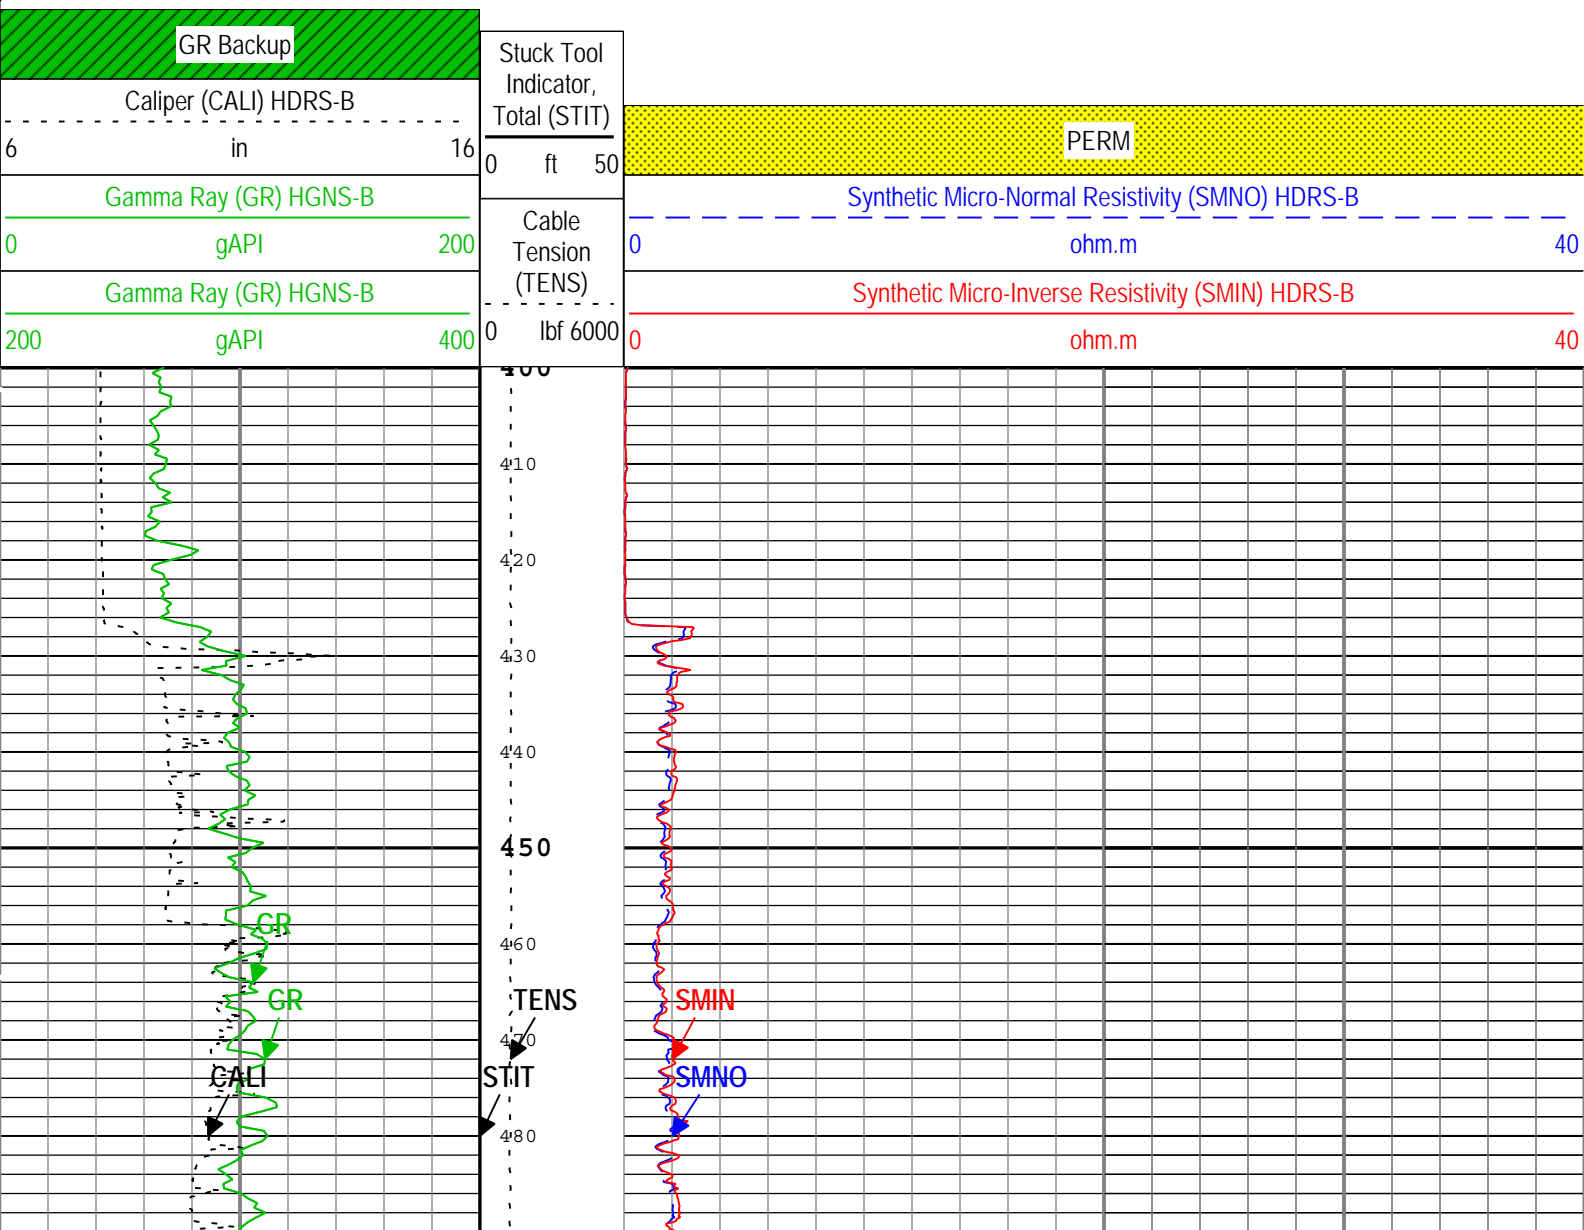 GR Backup
Caliper (CALI) HDRS-B
6 in 16
Gamma Ray (GR) HGNS-B
0 gAPI 200
Gamma Ray (GR) HGNS-B
200 gAPI 400
Stuck Tool
Indicator,
Total (STIT)
0 ft 50
Cable
Tension
(TENS)
0 lbf 6000
PERM
Synthetic Micro-Normal Resistivity (SMNO) HDRS-B
0 ohm.m 40
Synthetic Micro-Inverse Resistivity (SMIN) HDRS-B
0 ohm.m 40
400
410
420
430
440
450
GR
460
GR TENS SMIN
470
CALI STIT SMNO
480